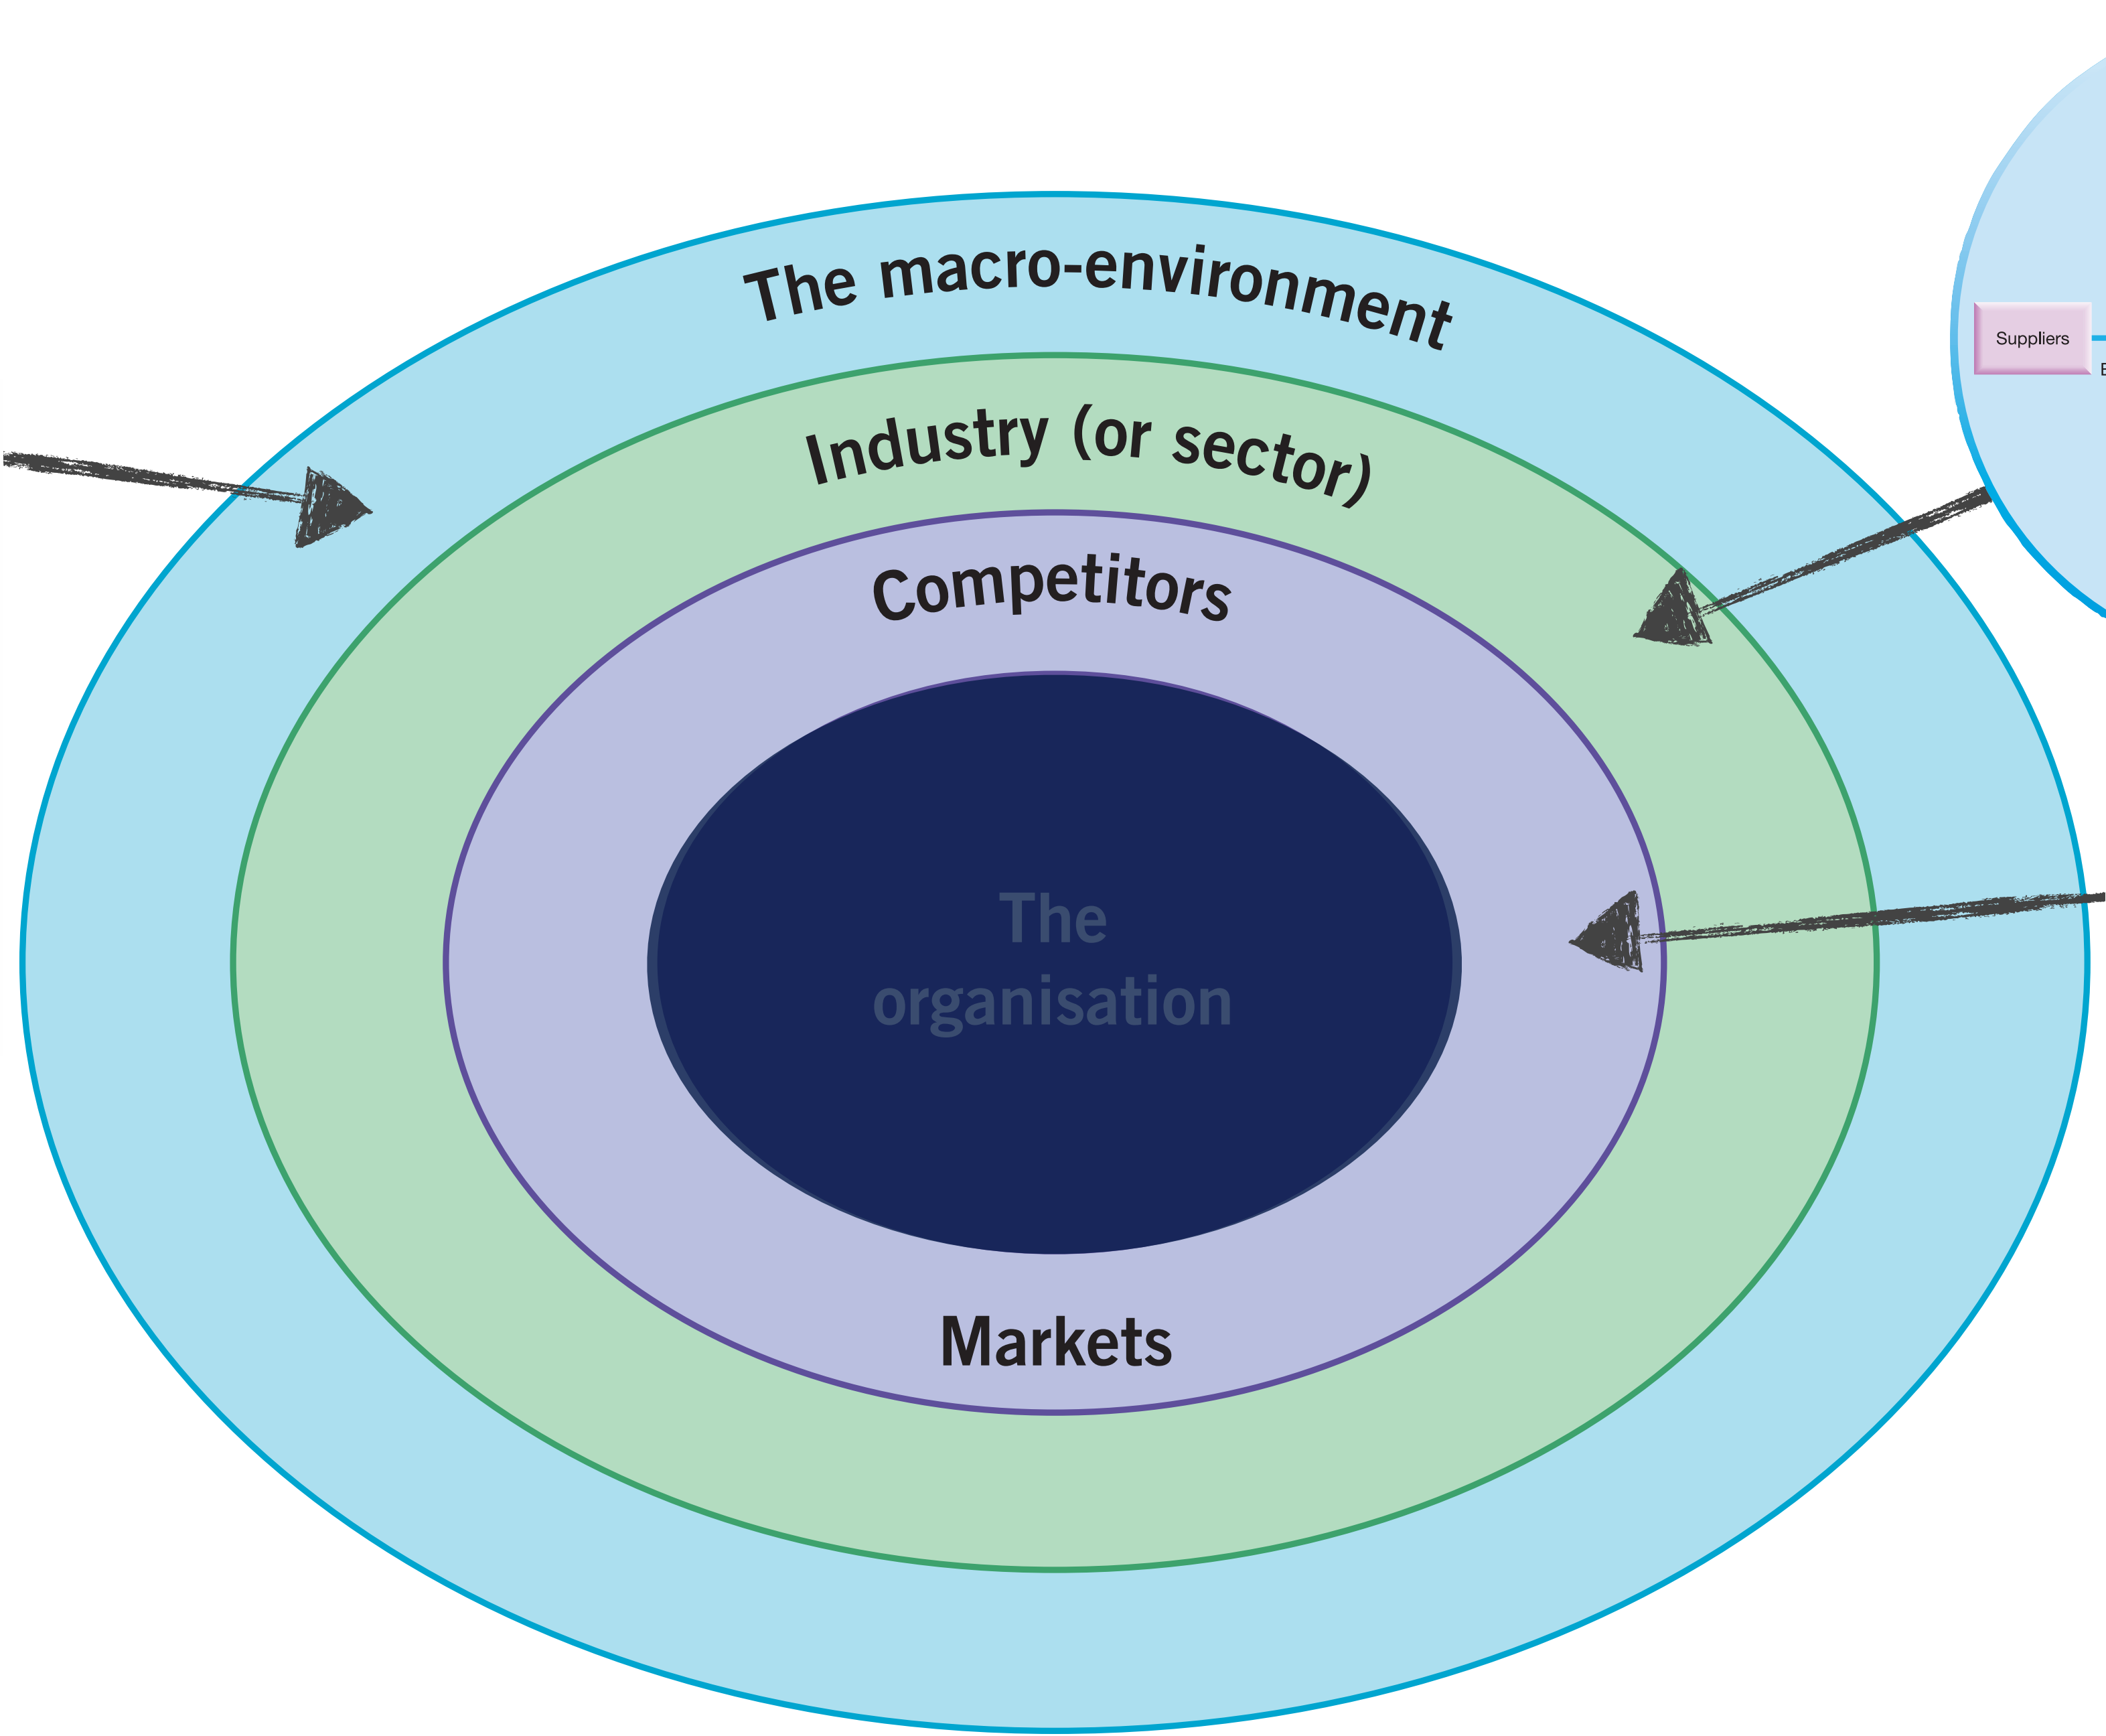 The macro-environment
Suppliers
Industry (or sector)
Competitors
The
organisation
Markets